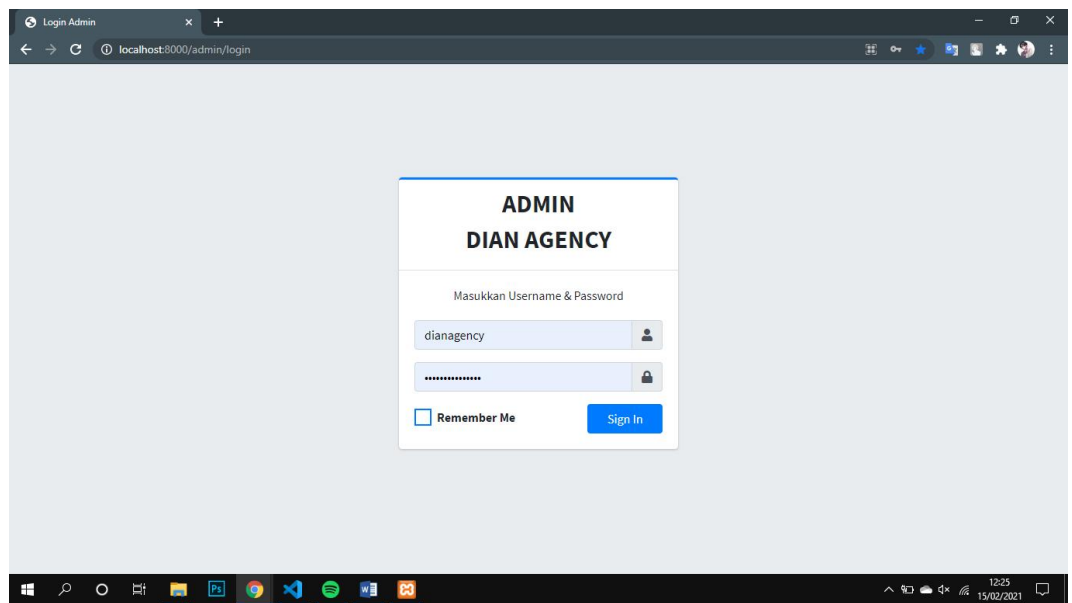 Login Admin
localhost:8000/admin/login
ADMIN
DIAN AGENCY
Masukkan Username & Password
dianagency
•••••••••••••••
Remember Me
Sign In
Ps
W
12:25
15/02/2021